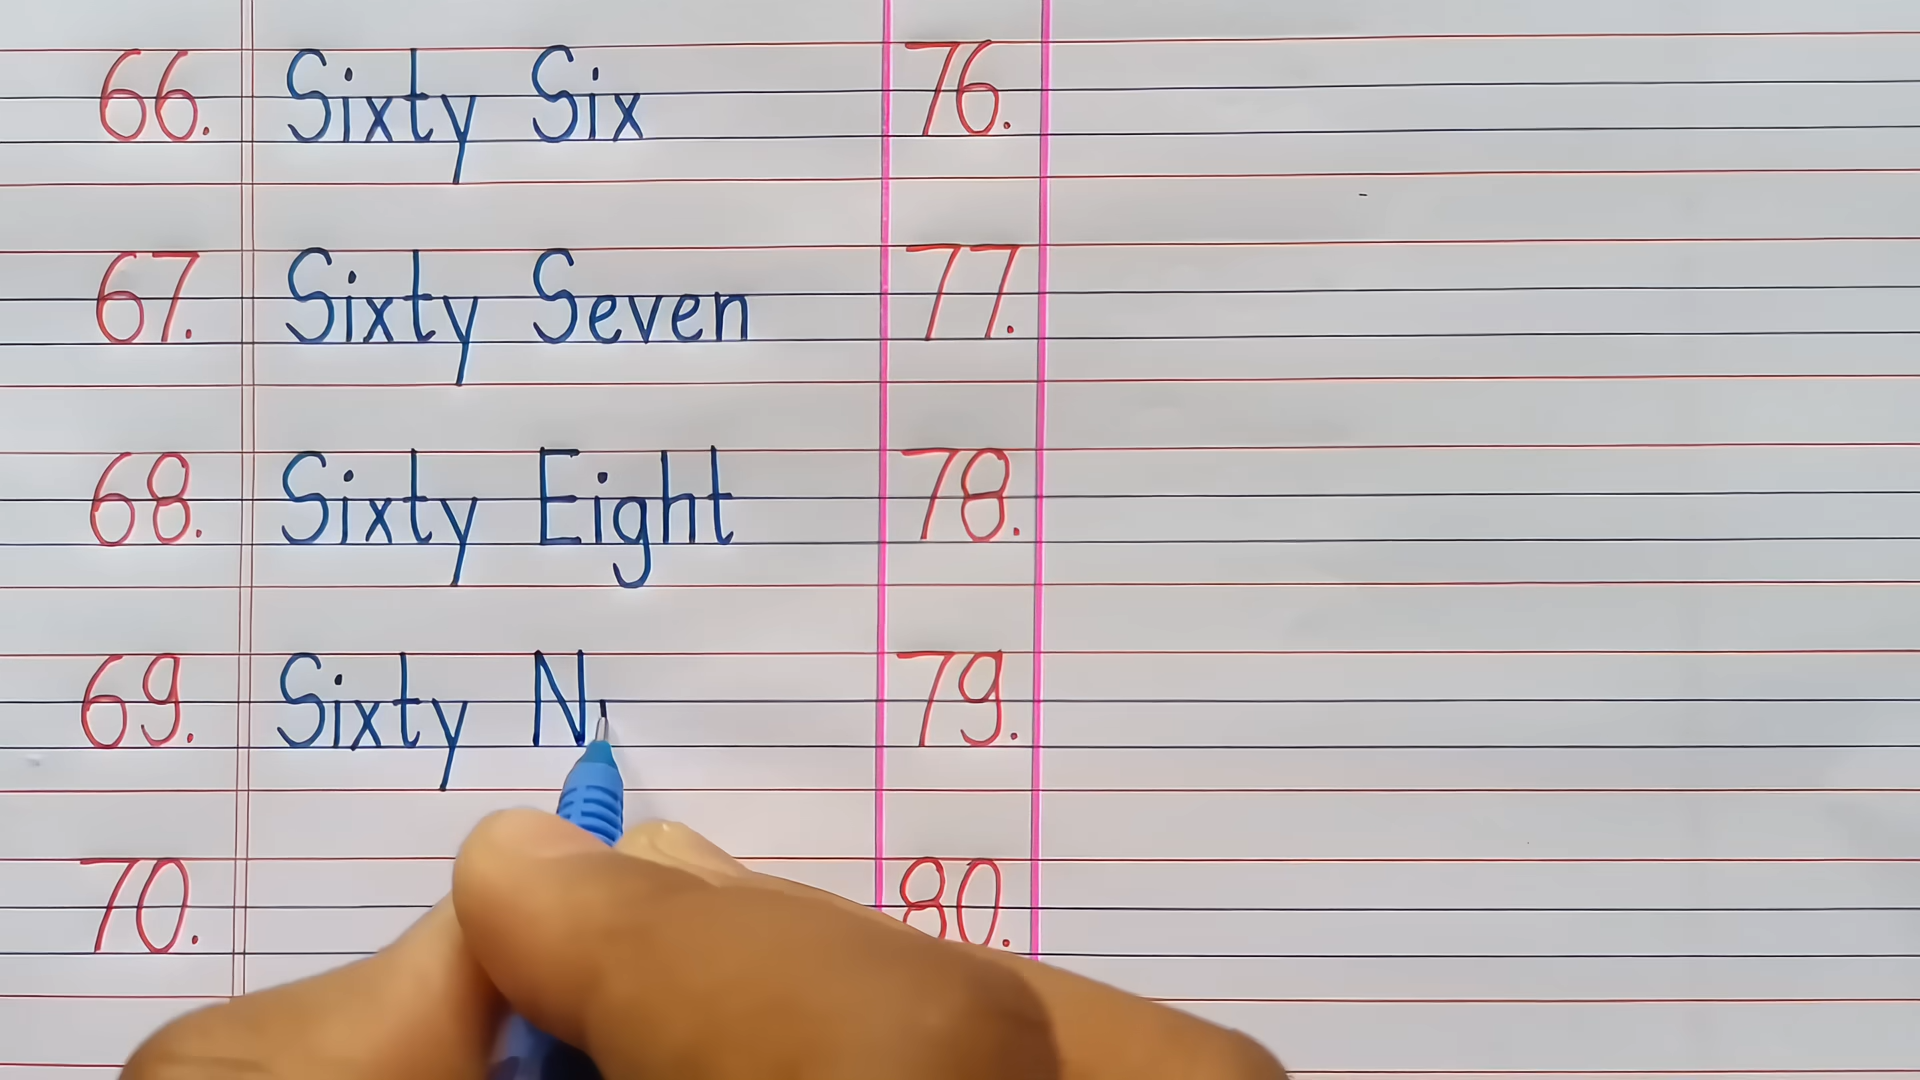 66. Sixty Six 76.
67. Sixty Seven 77.
68. Sixty Eight 78.
69. Sixty N 79.
70. 80.